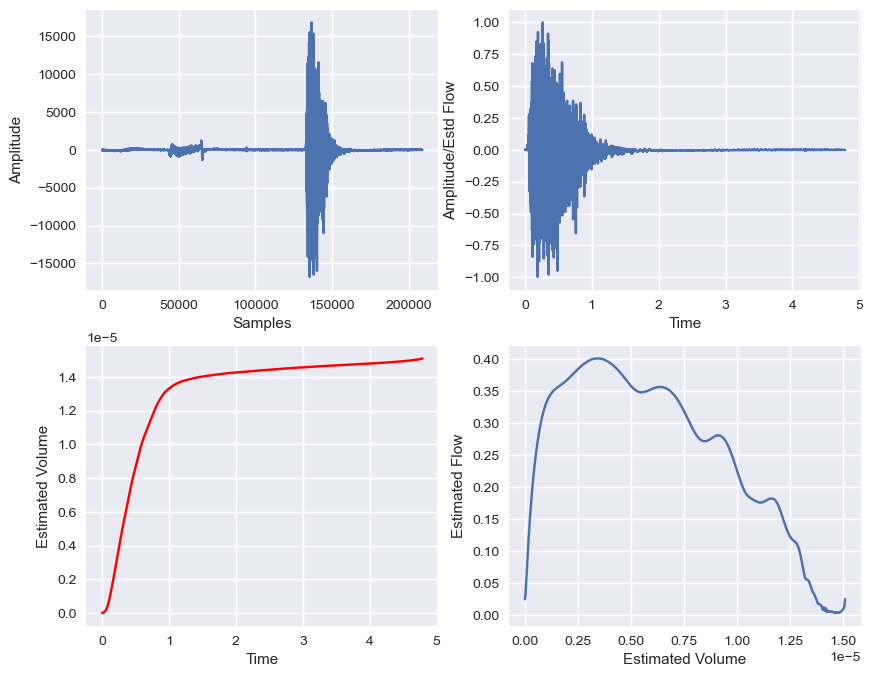 15000
10000
5000
0
−5000
−10000
−15000
Amplitude
0 50000 100000 150000 200000
Samples
1.00
0.75
0.50
0.25
0.00
−0.25
−0.50
−0.75
−1.00
Amplitude/Estd Flow
0 1 2 3 4 5
Time
1e−5
1.4
1.2
1.0
0.8
0.6
0.4
0.2
0.0
Estimated Volume
0 1 2 3 4 5
Time
0.40
0.35
0.30
0.25
0.20
0.15
0.10
0.05
0.00
Estimated Flow
0.00 0.25 0.50 0.75 1.00 1.25 1.50
1e−5
Estimated Volume